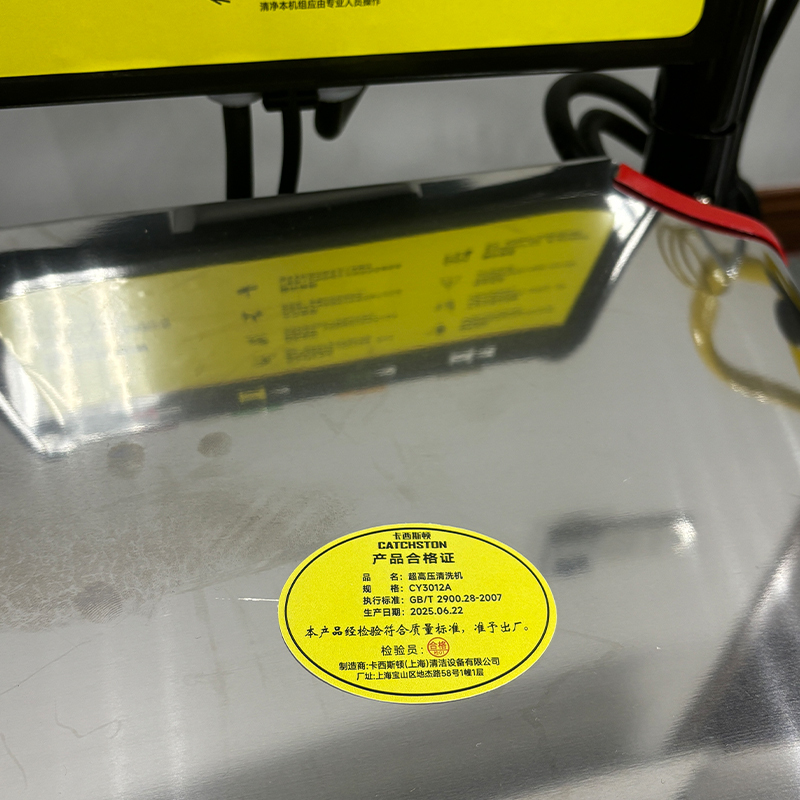 清净本机组应由专业人员操作
卡西斯顿
CATCHSTON
产品合格证
品 名：超高压清洗机
规 格：CY3012A
执行标准：GB/T 2900.28-2007
生产日期：2025.06.22
本产品经检验符合质量标准，准予出厂。
检验员：合格
制造商:卡西斯顿(上海)清洁设备有限公司
厂址:上海宝山区地杰路58号1幢1层